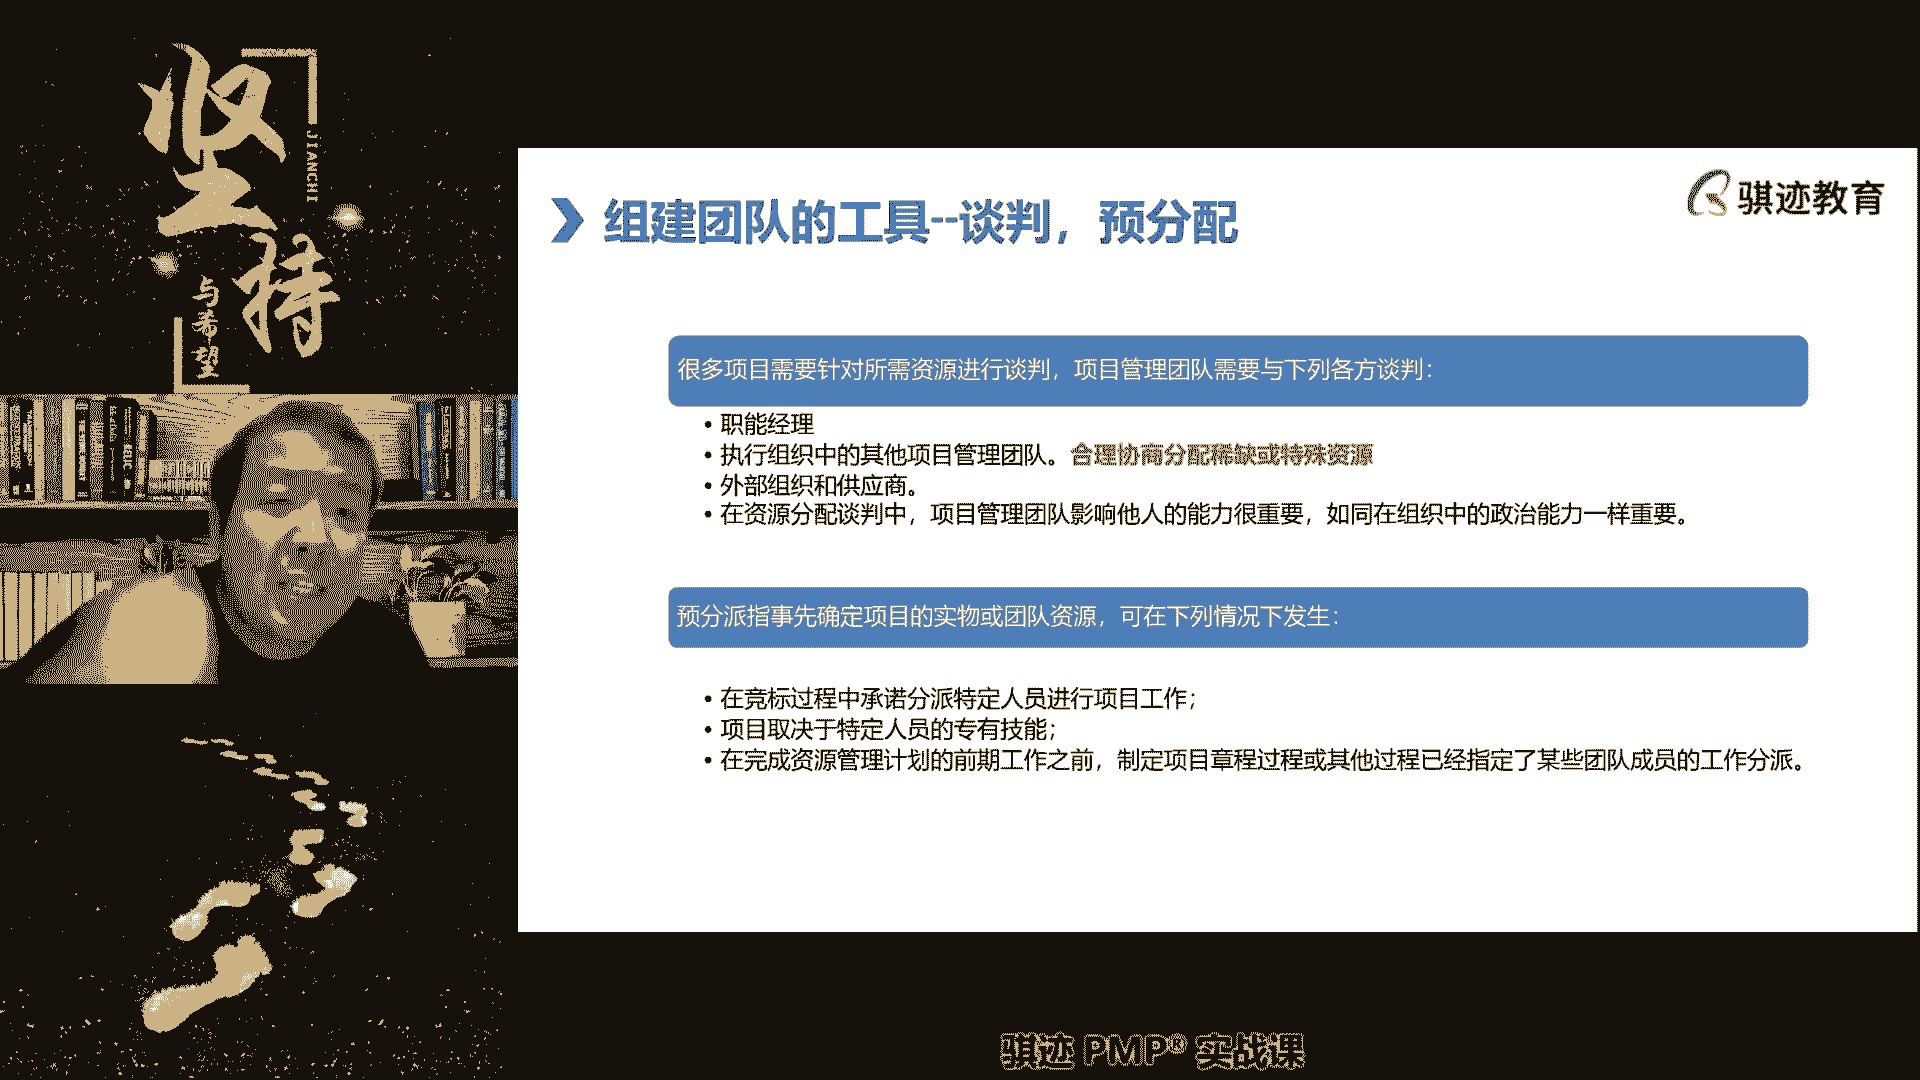 坚持
JIANCHI
与希望
骐迹教育
组建团队的工具--谈判，预分配
很多项目需要针对所需资源进行谈判，项目管理团队需要与下列各方谈判：
• 职能经理
• 执行组织中的其他项目管理团队。合理协商分配稀缺或特殊资源
• 外部组织和供应商。
• 在资源分配谈判中，项目管理团队影响他人的能力很重要，如同在组织中的政治能力一样重要。
预分派指事先确定项目的实物或团队资源，可在下列情况下发生：
• 在竞标过程中承诺分派特定人员进行项目工作；
• 项目取决于特定人员的专有技能；
• 在完成资源管理计划的前期工作之前，制定项目章程过程或其他过程已经指定了某些团队成员的工作分派。
骐迹 PMP® 实战课